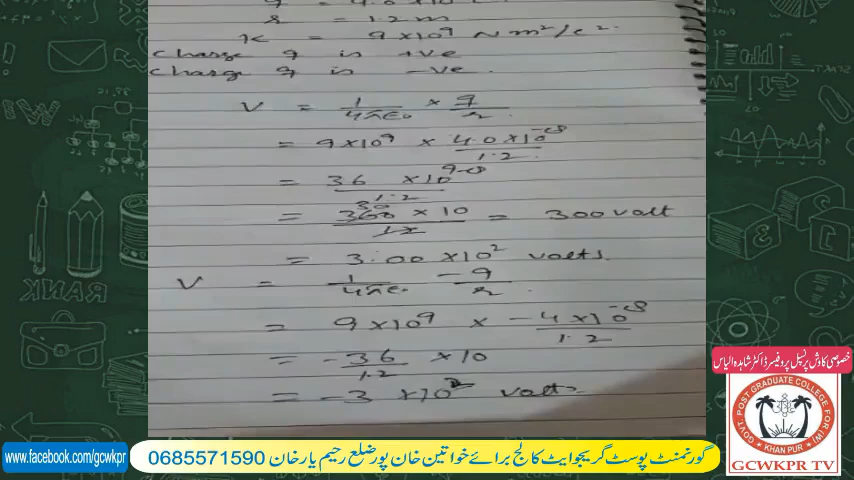 r = 1.2 m
K = 9×10⁹ N m²/c².
Charge q is +ve
Charge q is -ve.
V = 1/4πε₀ × q/r
= 9×10⁹ × 4.0×10⁻⁸/1.2
= 36 ×10⁹⁻⁸/1.2
= 360 × 10/12 = 300 volt
30
= 3.00 ×10² volts.
V = 1/4πε₀ -q/r
= 9×10⁹ × -4×10⁻⁸/1.2
= -36/1.2 ×10
= -3 ×10² volts.
خصوصی کاوش پرنسپل پروفیسر ڈاکٹر شاہدہ الیاس
GOVT. POST GRADUATE COLLEGE FOR (W)
KHAN PUR
GCWKPR TV
www.facebook.com/gcwkpr
گورنمنٹ پوسٹ گریجوایٹ کالج برائے خواتین خان پور ضلع رحیم یار خان 0685571590